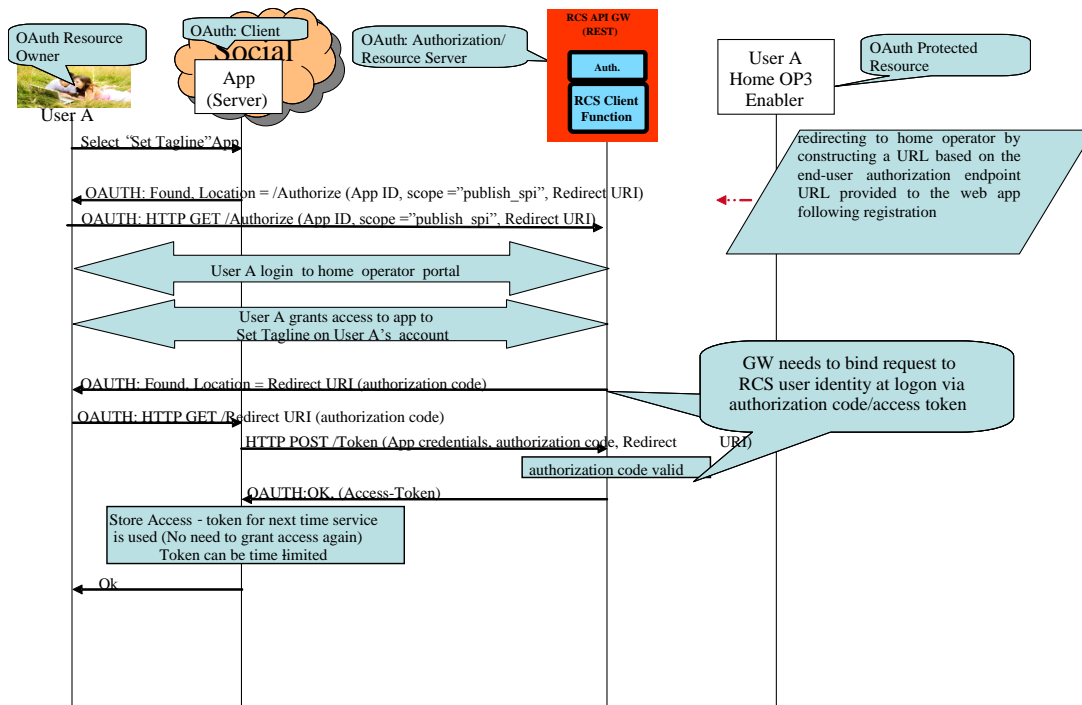 OAuth Resource
Owner
User A
OAuth: Client
Social
App
(Server)
OAuth: Authorization/
Resource Server
RCS API GW
(REST)
Auth.
RCS Client
Function
User A
Home OP3
Enabler
OAuth Protected
Resource
Select “Set Tagline”App
redirecting to home operator by
constructing a URL based on the
end-user authorization endpoint
URL provided to the web app
following registration
OAUTH: Found, Location = /Authorize (App ID, scope =”publish_spi”, Redirect URI)
OAUTH: HTTP GET /Authorize (App ID, scope =”publish_spi”, Redirect URI)
User A login to home operator portal
User A grants access to app to
Set Tagline on User A’s account
GW needs to bind request to
RCS user identity at logon via
authorization code/access token
OAUTH: Found, Location = Redirect URI (authorization code)
OAUTH: HTTP GET /Redirect URI (authorization code)
HTTP POST /Token (App credentials, authorization code, Redirect URI)
authorization code valid
OAUTH:OK, (Access-Token)
Store Access - token for next time service
is used (No need to grant access again)
Token can be time limited
Ok